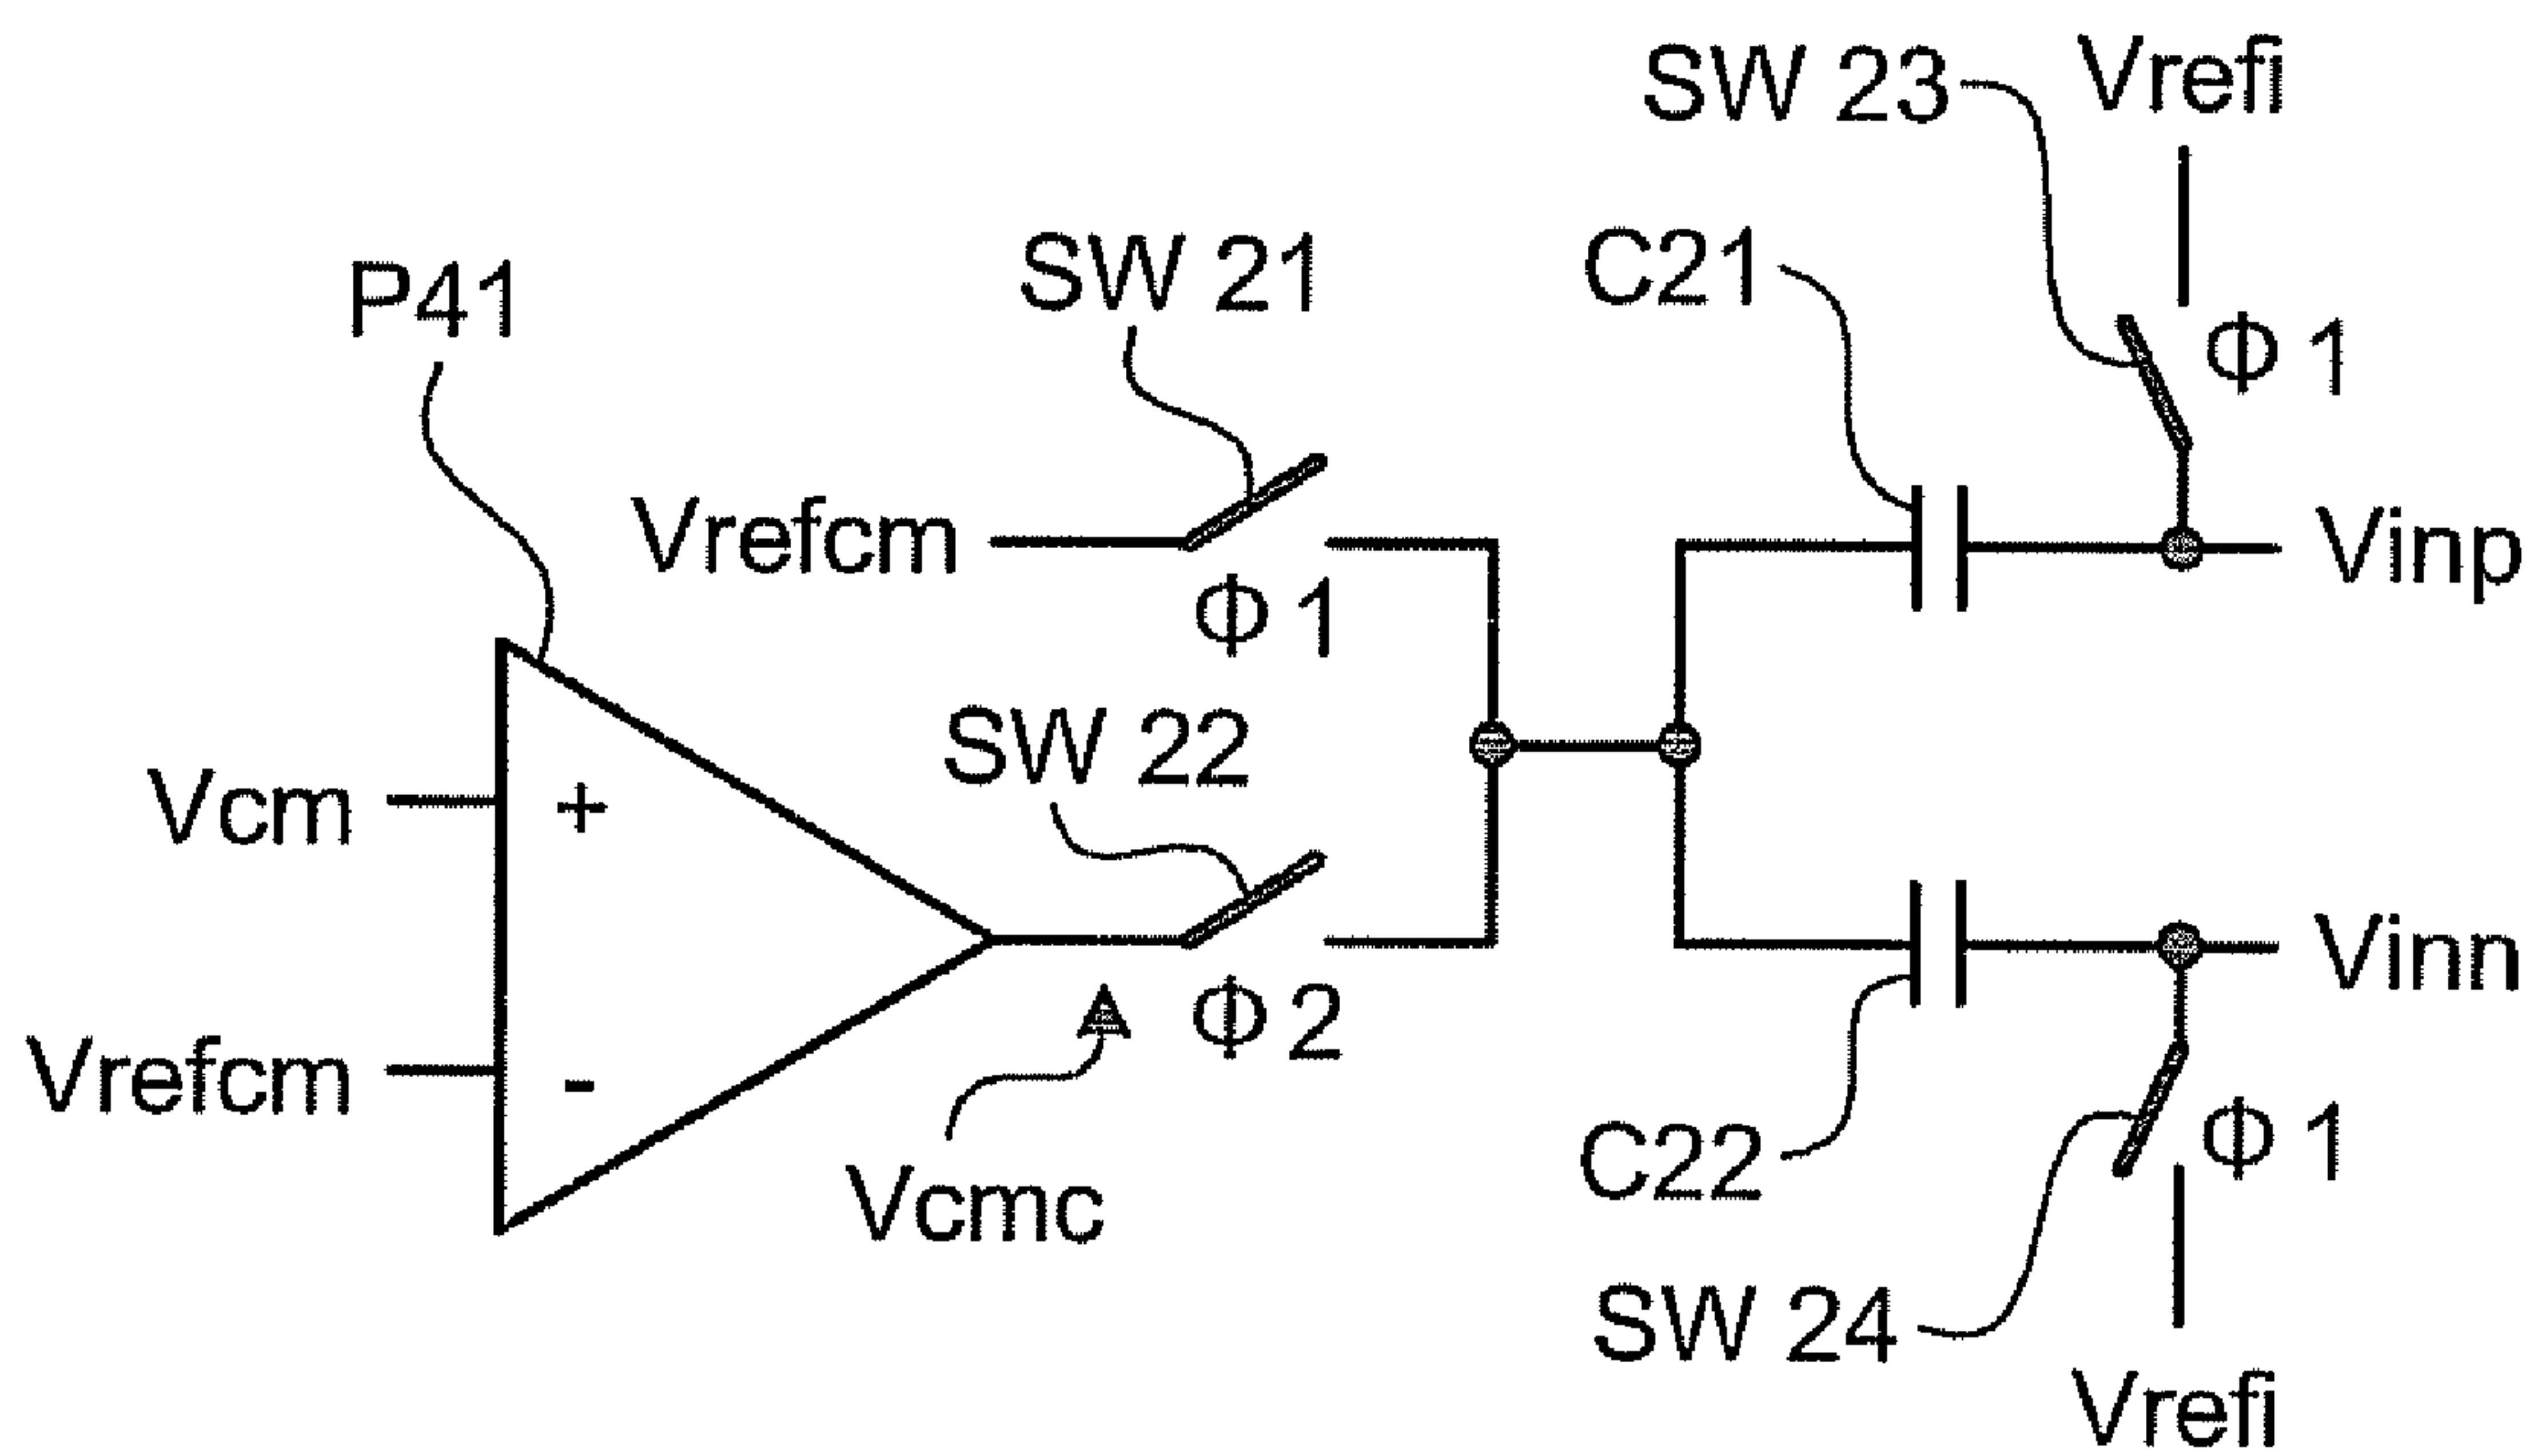 SW 23
Vrefi
C21
Φ 1
P41
SW 21
Vrefcm
Φ 1
Vinp
SW 22
Vcm
+
Vrefcm
-
Φ 2
Vcmc
Vinn
C22
Φ 1
SW 24
Vrefi